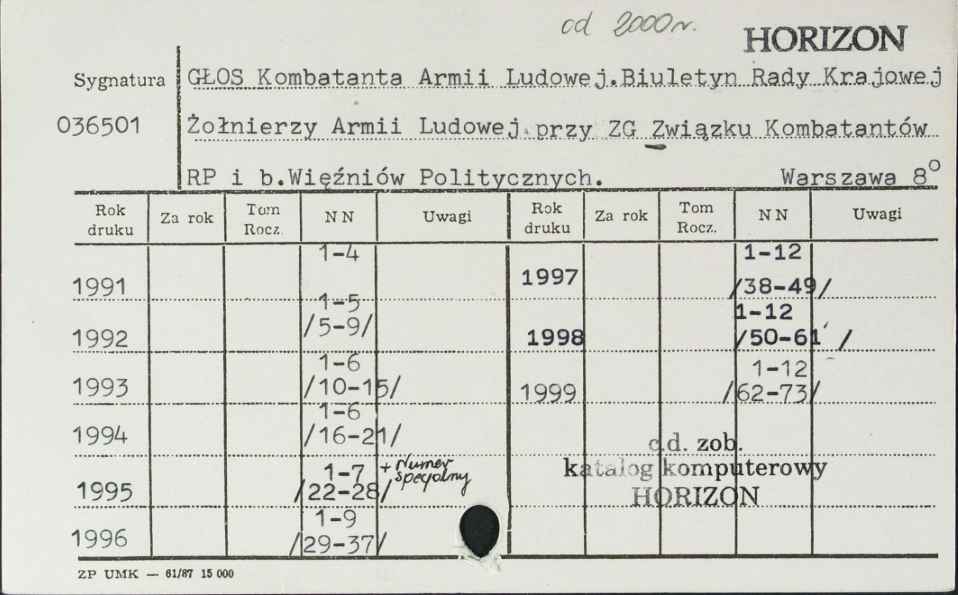 od 2000r.
HORIZON
Sygnatura GŁOS Kombatanta Armii Ludowej.Biuletyn Rady Krajowej
036501 Żołnierzy Armii Ludowej przy ZG Związku Kombatantów
RP i b.Więźniów Politycznych. Warszawa 8°
Rok druku Za rok Tom Rocz. NN Uwagi Rok druku Za rok Tom Rocz. NN Uwagi
1991 1-4
1992 1-5 /5-9/
1993 1-6 /10-15/
1994 1-6 /16-21/
1995 1-7 /22-28/ + Numer specjalny
1996 1-9 /29-37/
1997 1-12 /38-49/
1998 1-12 /50-61 /
1999 1-12 /62-73/
c.d. zob.
katalog komputerowy
HORIZON
ZP UMK — 61/87 15 000